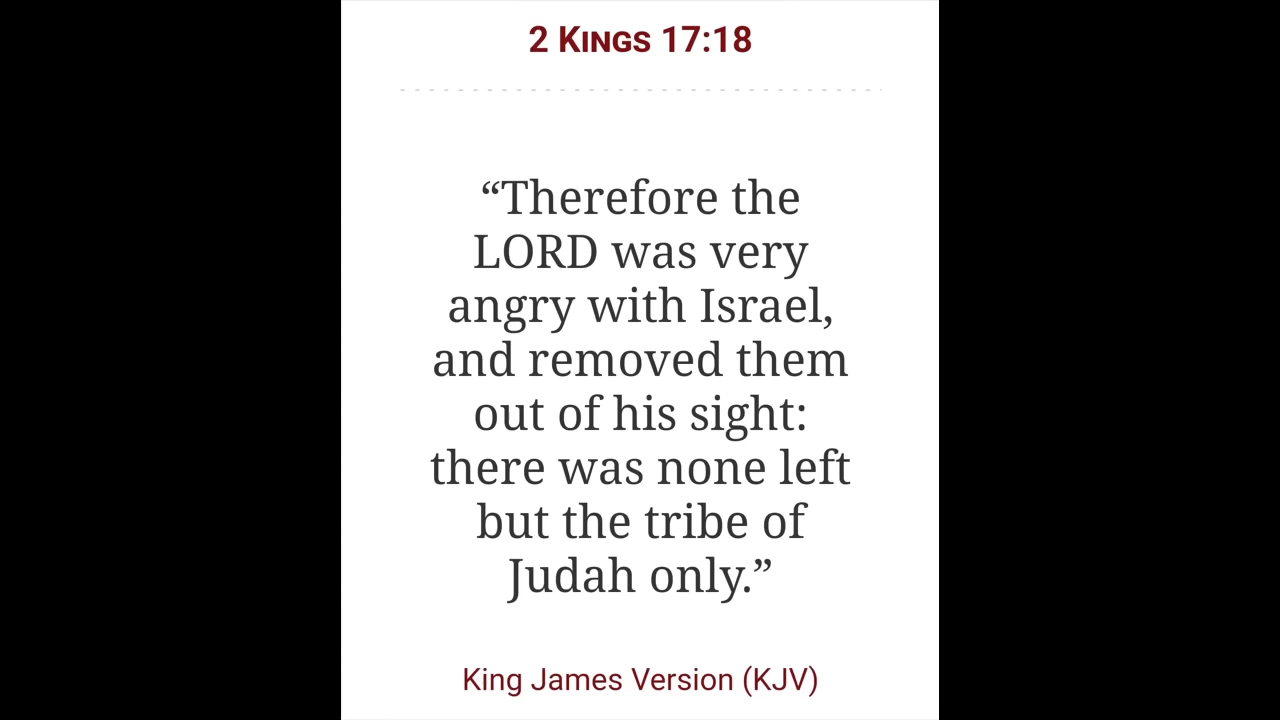 2 Kings 17:18
“Therefore the
LORD was very
angry with Israel,
and removed them
out of his sight:
there was none left
but the tribe of
Judah only.”
King James Version (KJV)